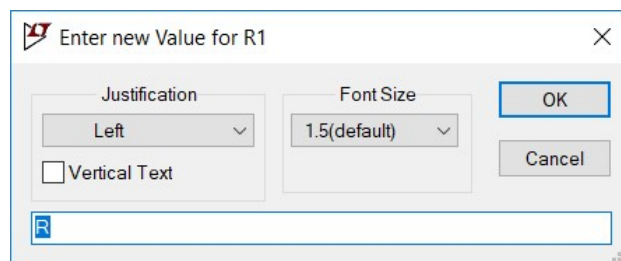 Enter new Value for R1
Justification
Left
Vertical Text
Font Size
1.5(default)
OK
Cancel
R